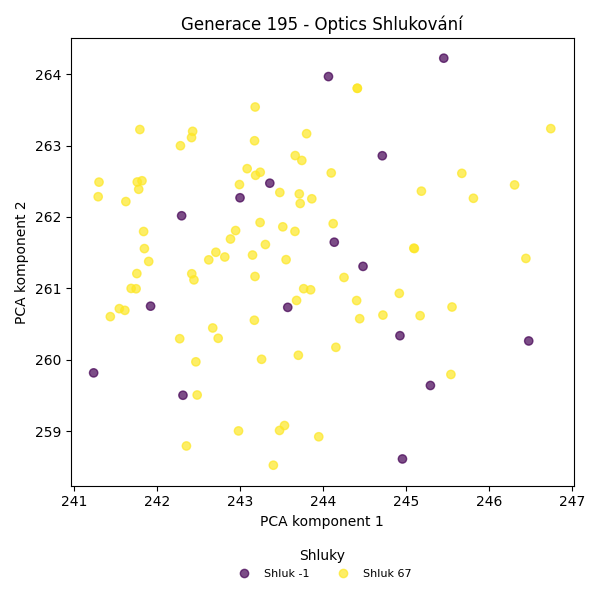 Generace 195 - Optics Shlukování
264
263
262
261
260
259
PCA komponent 2
241
242
243
244
245
246
247
PCA komponent 1
Shluky
Shluk -1
Shluk 67